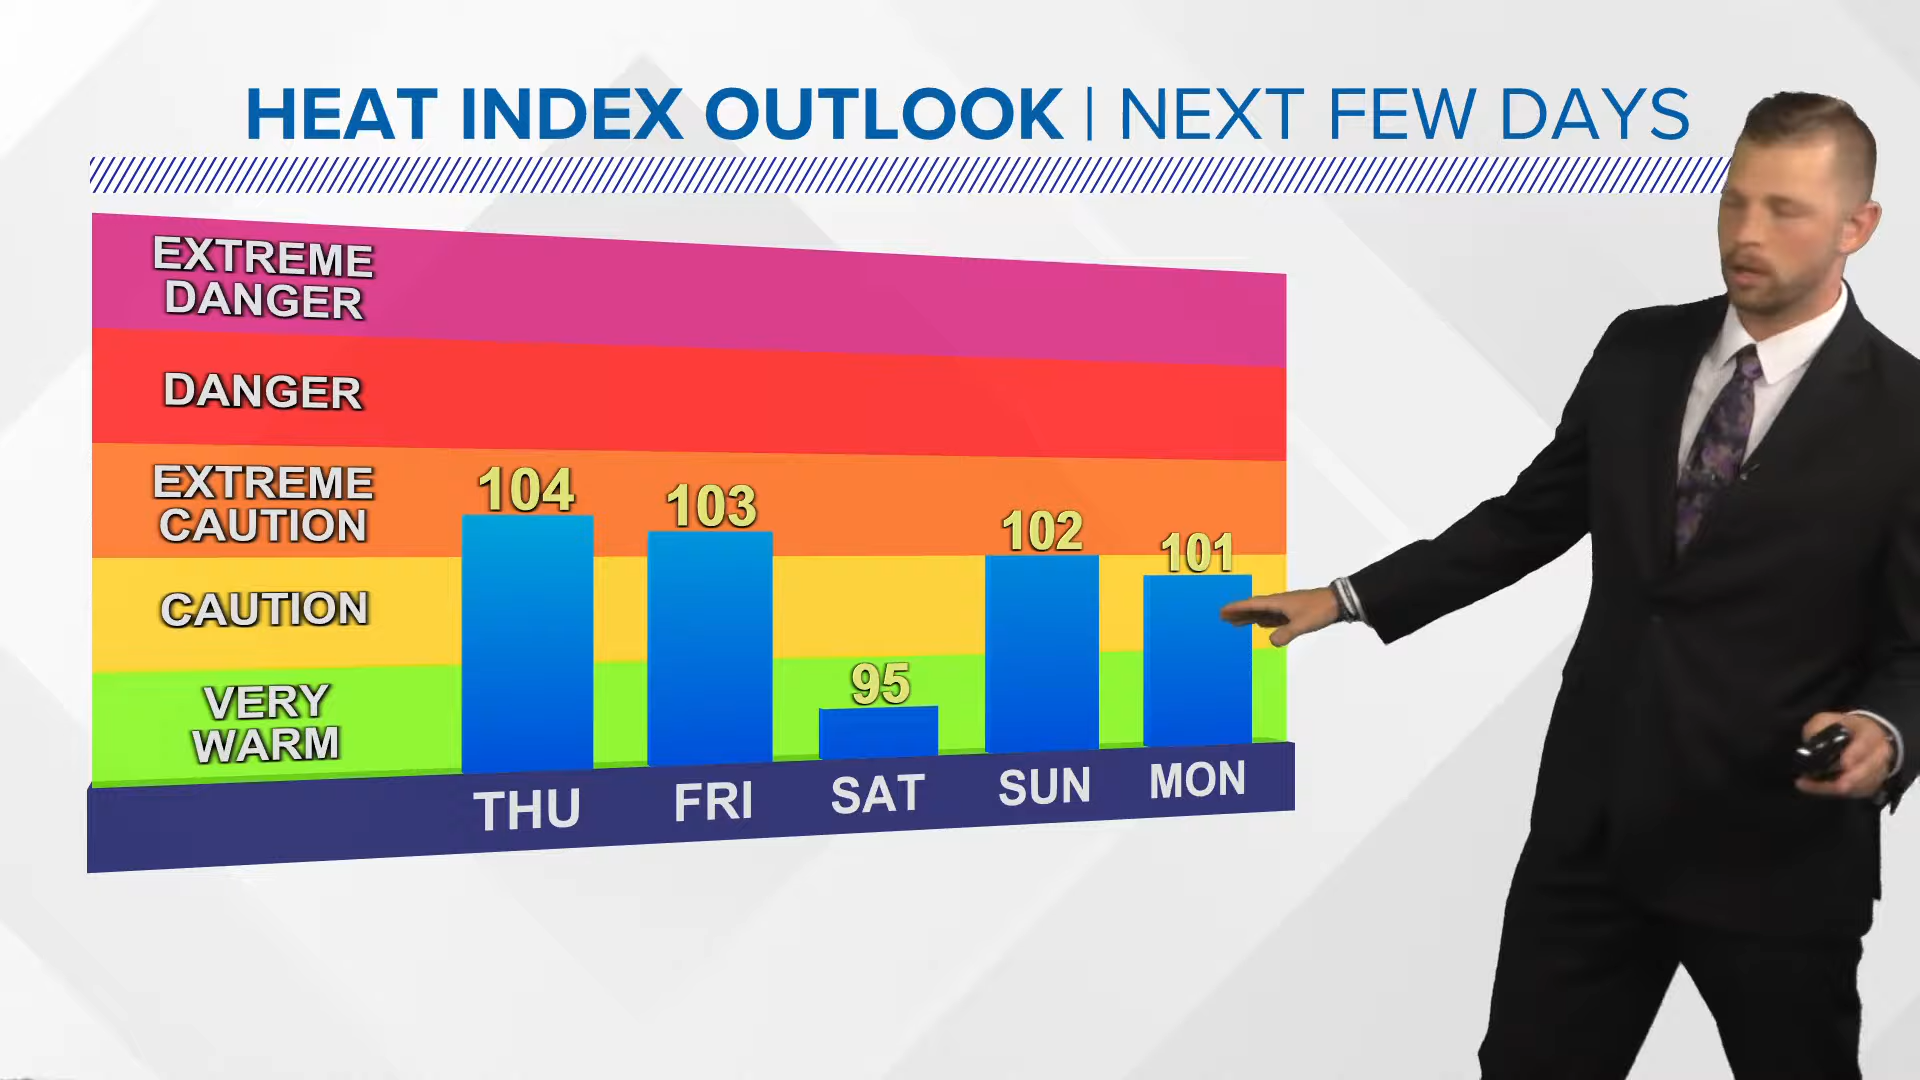 HEAT INDEX OUTLOOK | NEXT FEW DAYS
EXTREME
DANGER
DANGER
EXTREME
CAUTION
CAUTION
VERY
WARM
104
103
95
102
101
THU FRI SAT SUN MON